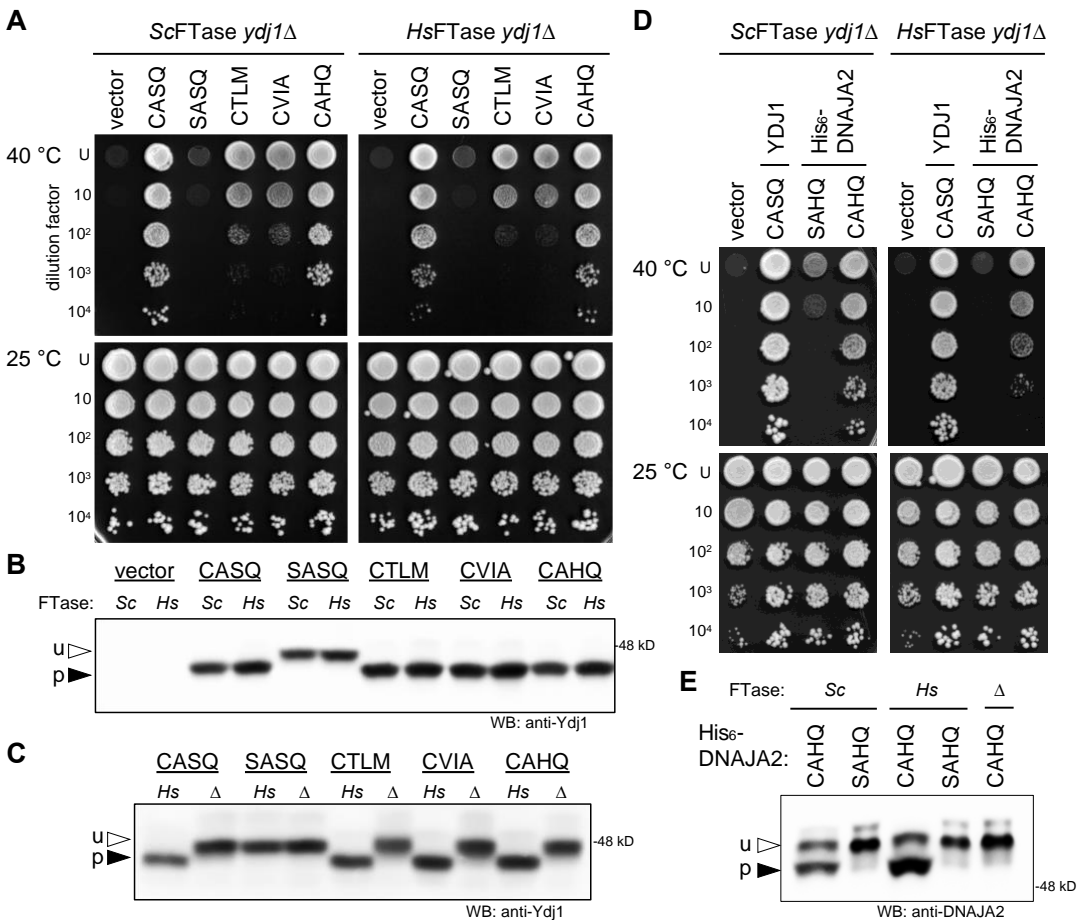 A
ScFTase ydj1Δ
HsFTase ydj1Δ
vector CASQ SASQ CTLM CVIA CAHQ
vector CASQ SASQ CTLM CVIA CAHQ
40 °C U
10
10²
10³
10⁴
dilution factor
25 °C U
10
10²
10³
10⁴
B
vector CASQ SASQ CTLM CVIA CAHQ
FTase: Sc Hs Sc Hs Sc Hs Sc Hs Sc Hs Sc Hs
u
p
-48 kD
WB: anti-Ydj1
C
CASQ SASQ CTLM CVIA CAHQ
Hs Δ Hs Δ Hs Δ Hs Δ Hs Δ
u
p
-48 kD
WB: anti-Ydj1
D
ScFTase ydj1Δ
HsFTase ydj1Δ
YDJ1 His₆-DNAJA2
YDJ1 His₆-DNAJA2
vector CASQ SAHQ CAHQ
vector CASQ SAHQ CAHQ
40 °C U
10
10²
10³
10⁴
25 °C U
10
10²
10³
10⁴
E
FTase: Sc Hs Δ
His₆-
DNAJA2:
CAHQ SAHQ CAHQ SAHQ CAHQ
u
p
-48 kD
WB: anti-DNAJA2